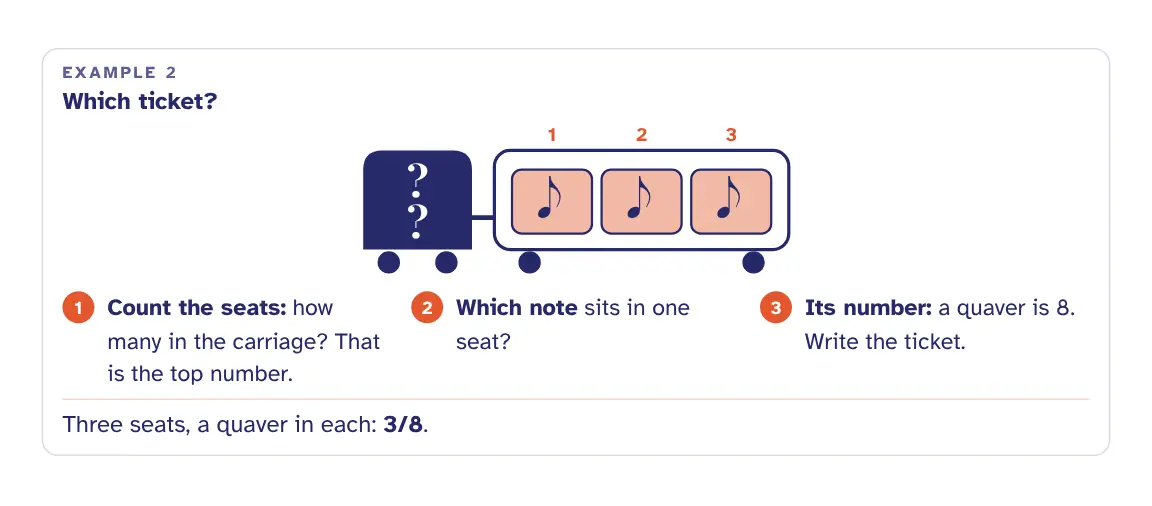 EXAMPLE 2
Which ticket?
1 2 3
?
?
1 Count the seats: how
many in the carriage? That
is the top number.
2 Which note sits in one
seat?
3 Its number: a quaver is 8.
Write the ticket.
Three seats, a quaver in each: 3/8.